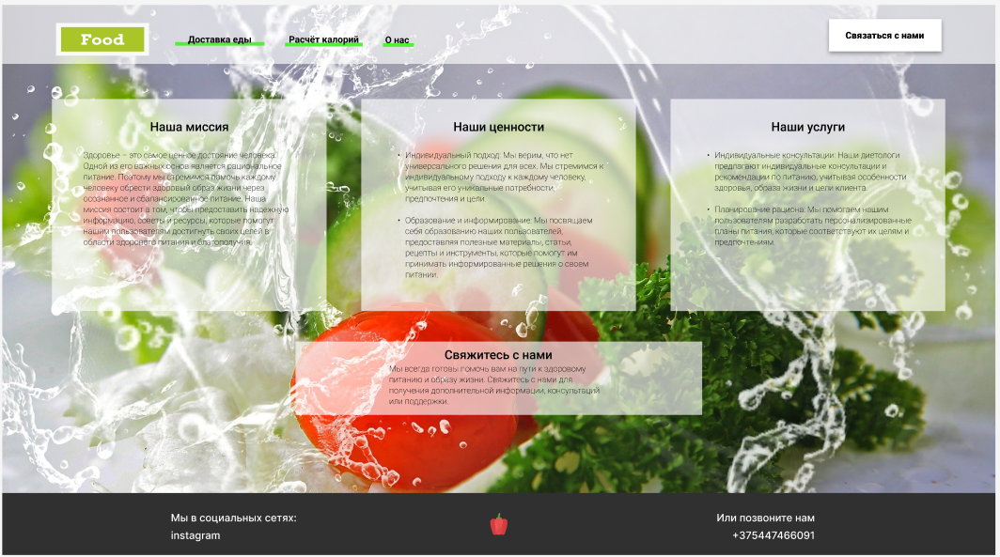 Food
Доставка еды
Расчёт калорий
О нас
Связаться с нами
Наша миссия
Здоровье – это самое ценное достояние человека.
Одной из его важных основ является рациональное
питание. Поэтому мы стремимся помочь каждому
человеку обрести здоровый образ жизни через
осознанное и сбалансированное питание. Наша
миссия состоит в том, чтобы предоставить надежную
информацию, советы и ресурсы, которые помогут
нашим пользователям достигнуть своих целей в
области здорового питания и благополучия.
Наши ценности
• Индивидуальный подход: Мы верим, что нет
универсального решения для всех. Мы стремимся к
индивидуальному подходу к каждому человеку,
учитывая его уникальные потребности,
предпочтения и цели.
• Образование и информирование: Мы посвящаем
себя образованию наших пользователей,
предоставляя полезные материалы, статьи,
рецепты и инструменты, которые помогут им
принимать информированные решения о своем
питании.
Наши услуги
• Индивидуальные консультации: Наши диетологи
предлагают индивидуальные консультации и
рекомендации по питанию, учитывая особенности
здоровья, образа жизни и цели клиента.
• Планирование рациона: Мы помогаем нашим
пользователям разработать персонализированные
планы питания, которые соответствуют их целям и
предпочтениям.
Свяжитесь с нами
Мы всегда готовы помочь вам на пути к здоровому
питанию и образу жизни. Свяжитесь с нами для
получения дополнительной информации, консультаций
или поддержки.
Мы в социальных сетях:
instagram
Или позвоните нам
+375447466091